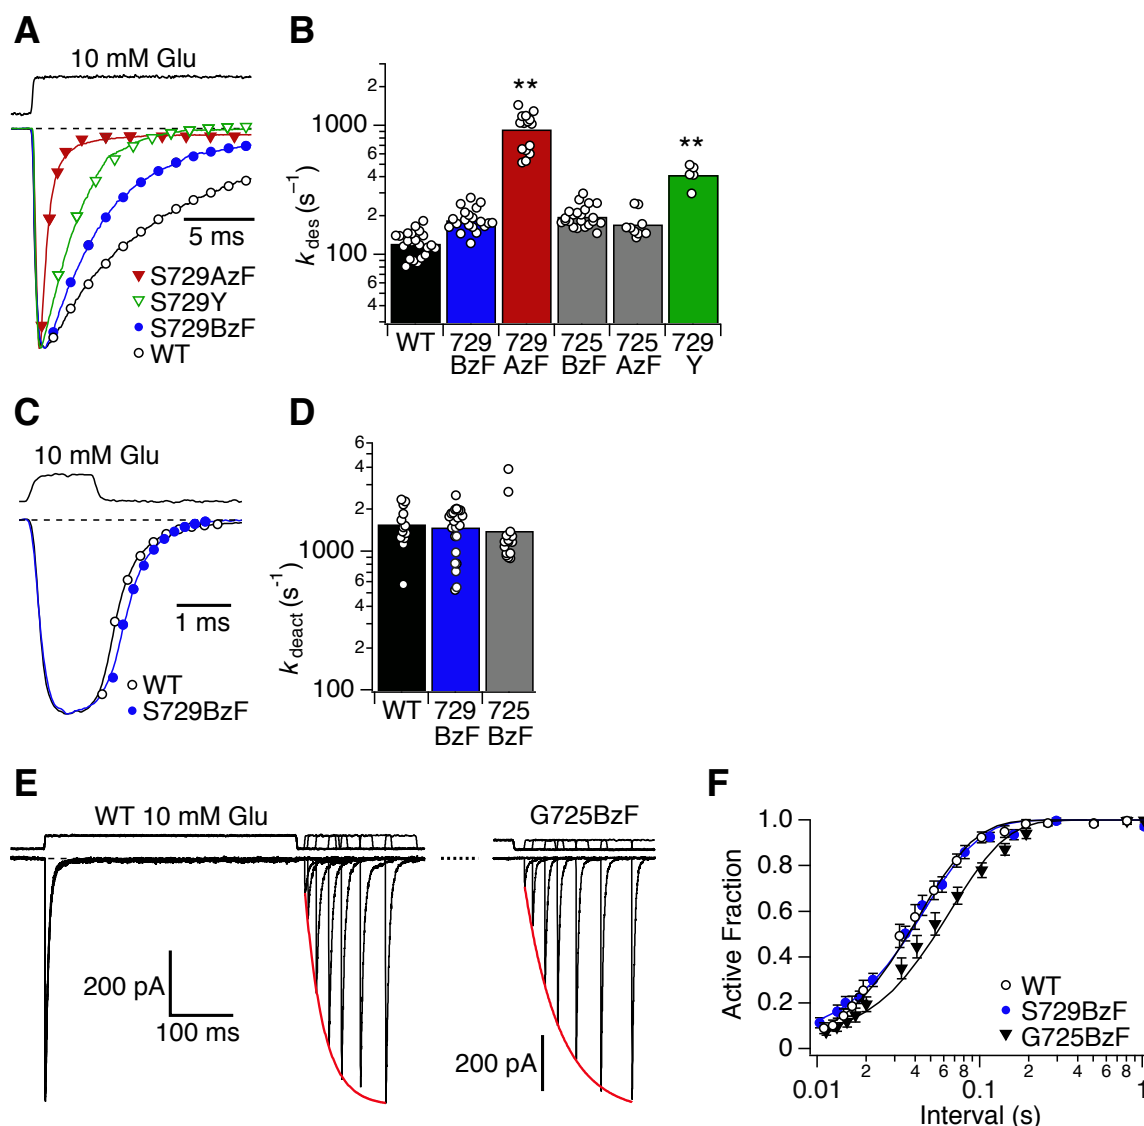 A
10 mM Glu
5 ms
S729AzF
S729Y
S729BzF
WT
B
k des (s⁻¹)
2
1000
8
6
4
2
100
8
6
4
WT 729 729 725 725 729
BzF AzF BzF AzF Y
**
**
C
10 mM Glu
1 ms
WT
S729BzF
D
k deact (s⁻¹)
6
4
2
1000
8
6
4
2
100
WT 729 725
BzF BzF
E
WT 10 mM Glu
G725BzF
200 pA
100 ms
200 pA
F
Active Fraction
1.0
0.8
0.6
0.4
0.2
0
WT
S729BzF
G725BzF
0.01 2 4 6 8 0.1 2 4 6 8 1
Interval (s)